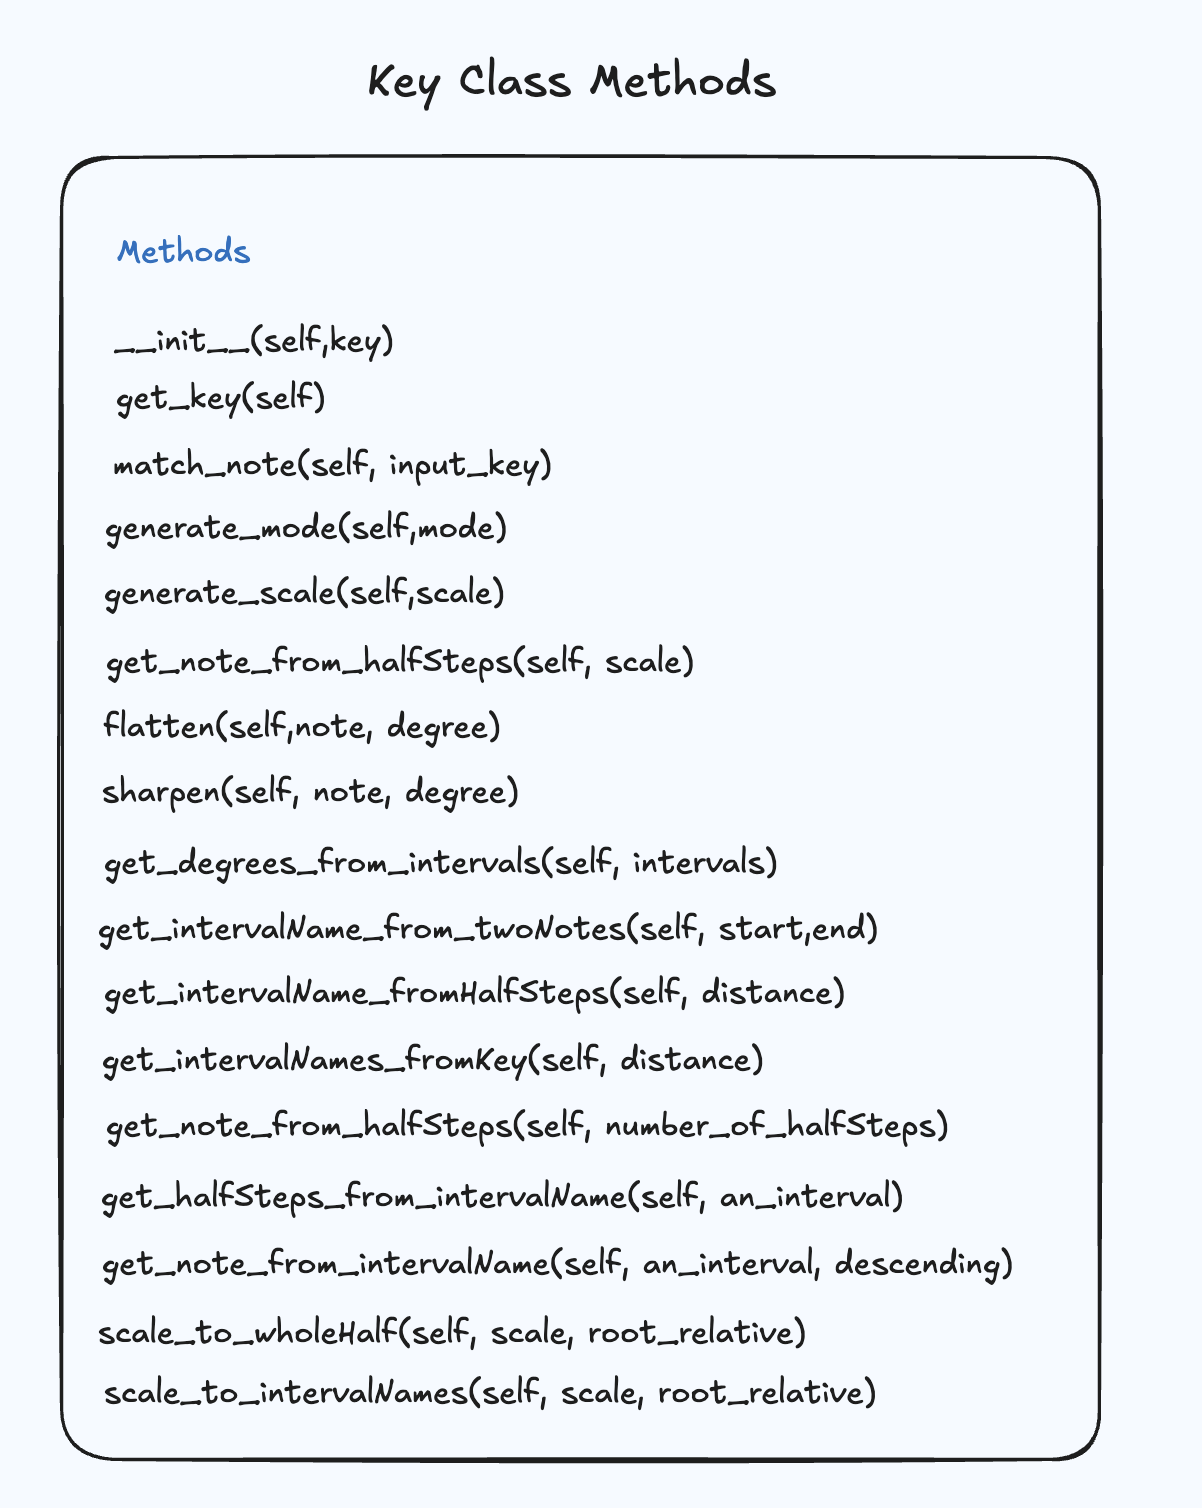 Key Class Methods
Methods
__init__(self,key)
get_key(self)
match_note(self, input_key)
generate_mode(self,mode)
generate_scale(self,scale)
get_note_from_halfSteps(self, scale)
flatten(self,note, degree)
sharpen(self, note, degree)
get_degrees_from_intervals(self, intervals)
get_intervalName_from_twoNotes(self, start,end)
get_intervalName_fromHalfSteps(self, distance)
get_intervalNames_fromKey(self, distance)
get_note_from_halfSteps(self, number_of_halfSteps)
get_halfSteps_from_intervalName(self, an_interval)
get_note_from_intervalName(self, an_interval, descending)
scale_to_wholeHalf(self, scale, root_relative)
scale_to_intervalNames(self, scale, root_relative)